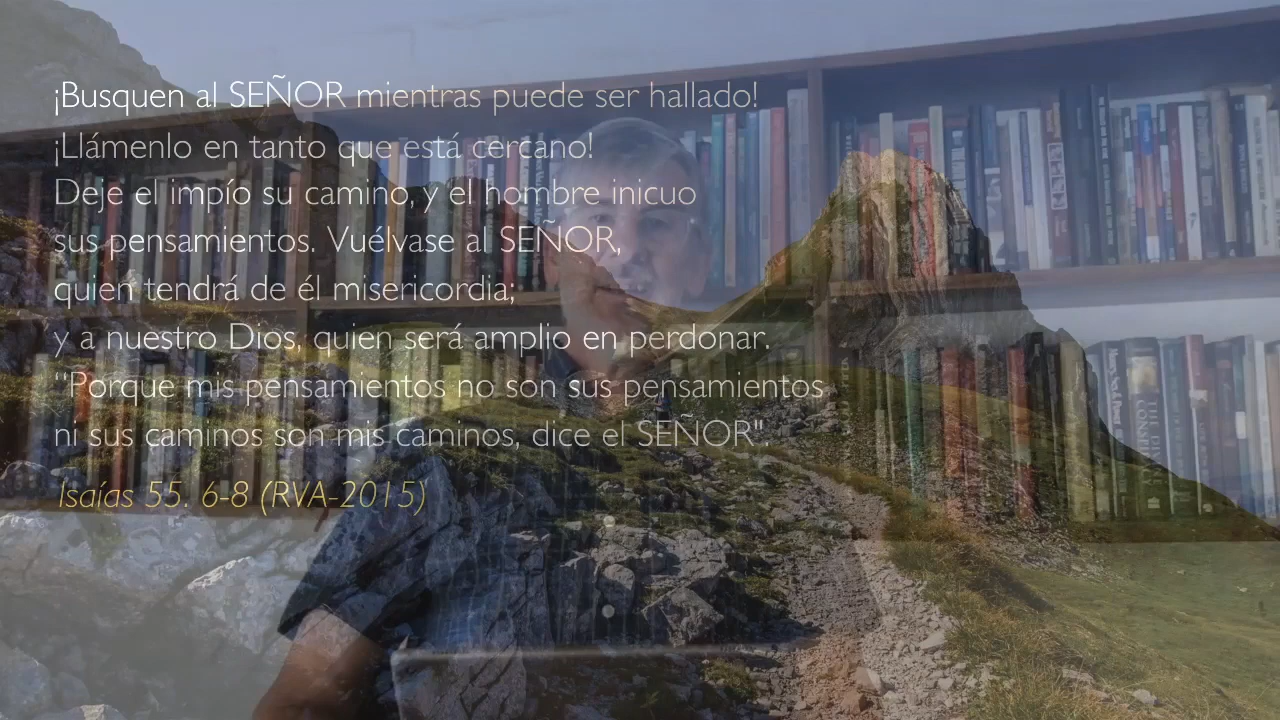 ¡Busquen al SEÑOR mientras puede ser hallado!
¡Llámenlo en tanto que está cercano!
Deje el impío su camino, y el hombre inicuo
sus pensamientos. Vuélvase al SEÑOR,
quien tendrá de él misericordia;
y a nuestro Dios, quien será amplio en perdonar.
"Porque mis pensamientos no son sus pensamientos
ni sus caminos son mis caminos, dice el SEÑOR".
Isaías 55. 6-8 (RVA-2015)